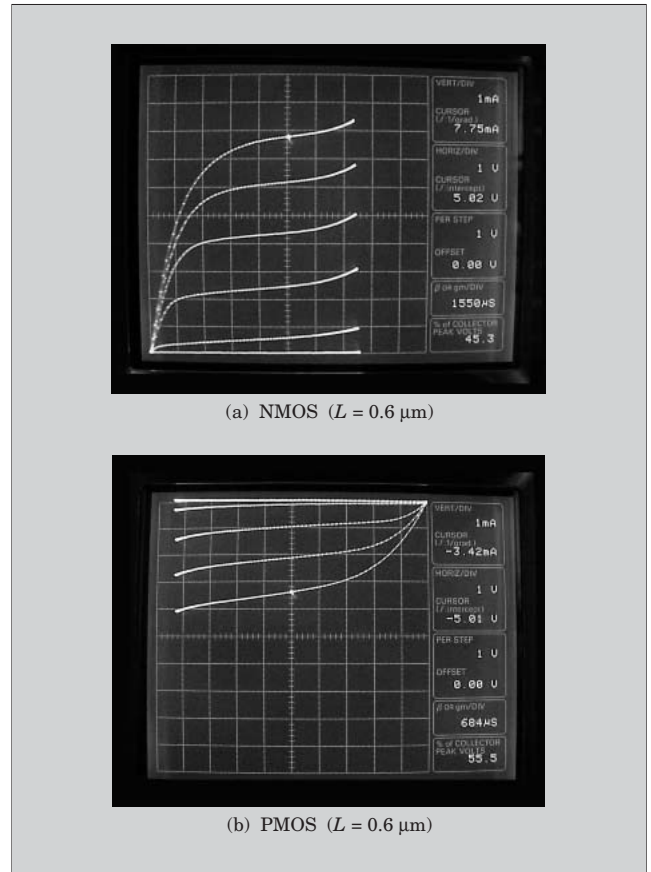 VERT/DIV
1mA
CURSOR
(/:1/grad.)
7.75mA
HORIZ/DIV
1 V
CURSOR
(/:intercept)
5.02 V
PER STEP
1 V
OFFSET
0.00 V
β OR gm/DIV
1550µS
% of COLLECTOR
PEAK VOLTS
45.3
(a) NMOS (L = 0.6 µm)
VERT/DIV
1mA
CURSOR
(/:1/grad.)
-3.42mA
HORIZ/DIV
1 V
CURSOR
(/:intercept)
-5.01 V
PER STEP
1 V
OFFSET
0.00 V
β OR gm/DIV
684µS
% of COLLECTOR
PEAK VOLTS
55.5
(b) PMOS (L = 0.6 µm)